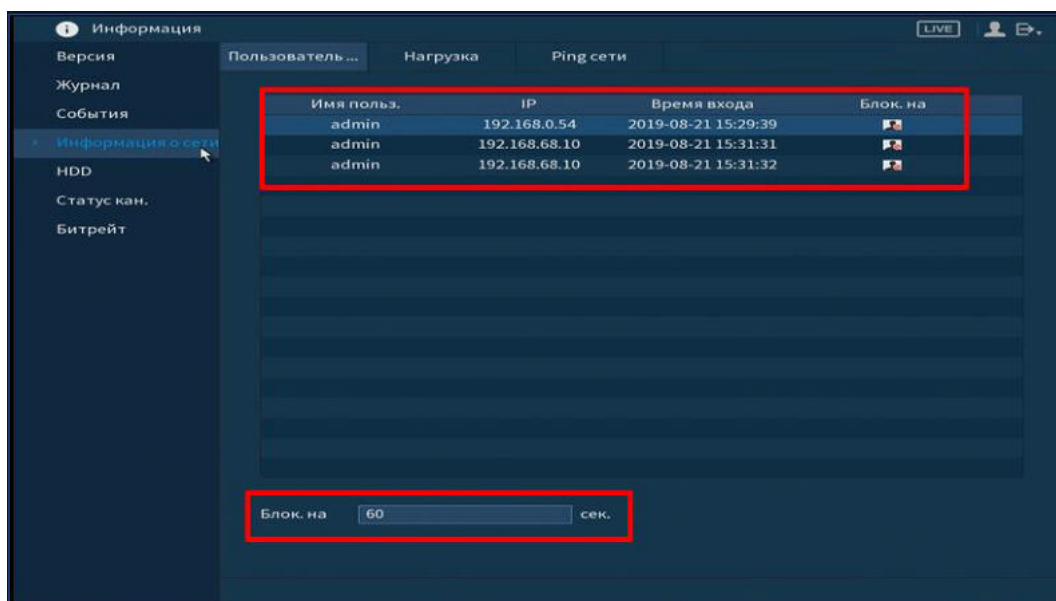 Информация
LIVE
Версия
Журнал
События
Информация о сети
HDD
Статус кан.
Битрейт
Пользователь ... Нагрузка Ping сети
Имя польз. IP Время входа Блок. на
admin 192.168.0.54 2019-08-21 15:29:39
admin 192.168.68.10 2019-08-21 15:31:31
admin 192.168.68.10 2019-08-21 15:31:32
Блок. на 60 сек.